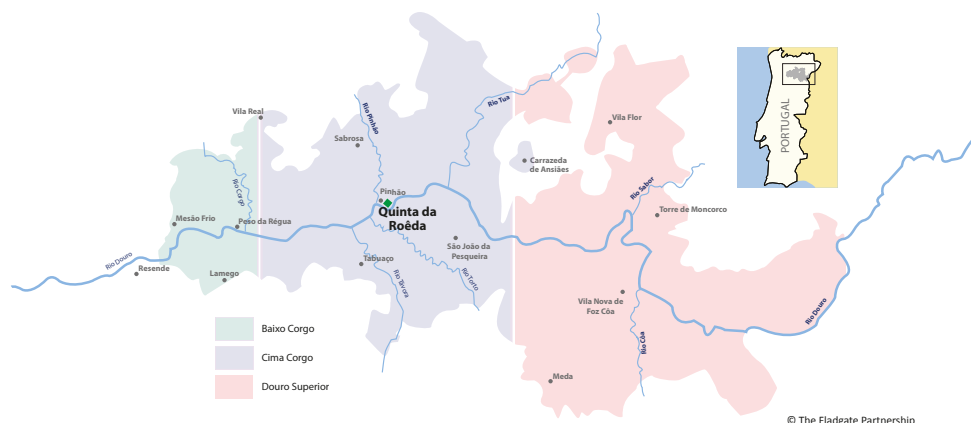 Rio Tua
Vila Real
Rio Pinhão
Vila Flor
Sabrosa
PORTUGAL
Carrazeda
de Ansiães
Rio Corgo
Pinhão
Rio Sabor
Quinta da
Roêda
Mesão Frio
Peso da Régua
Torre de Moncorco
São João da
Pesqueira
Rio Douro
Resende
Lamego
Tabuaço
Rio Távora
Rio Torto
Vila Nova de
Foz Côa
Rio Douro
Rio Côa
Baixo Corgo
Cima Corgo
Douro Superior
Meda
© The Fladgate Partnership